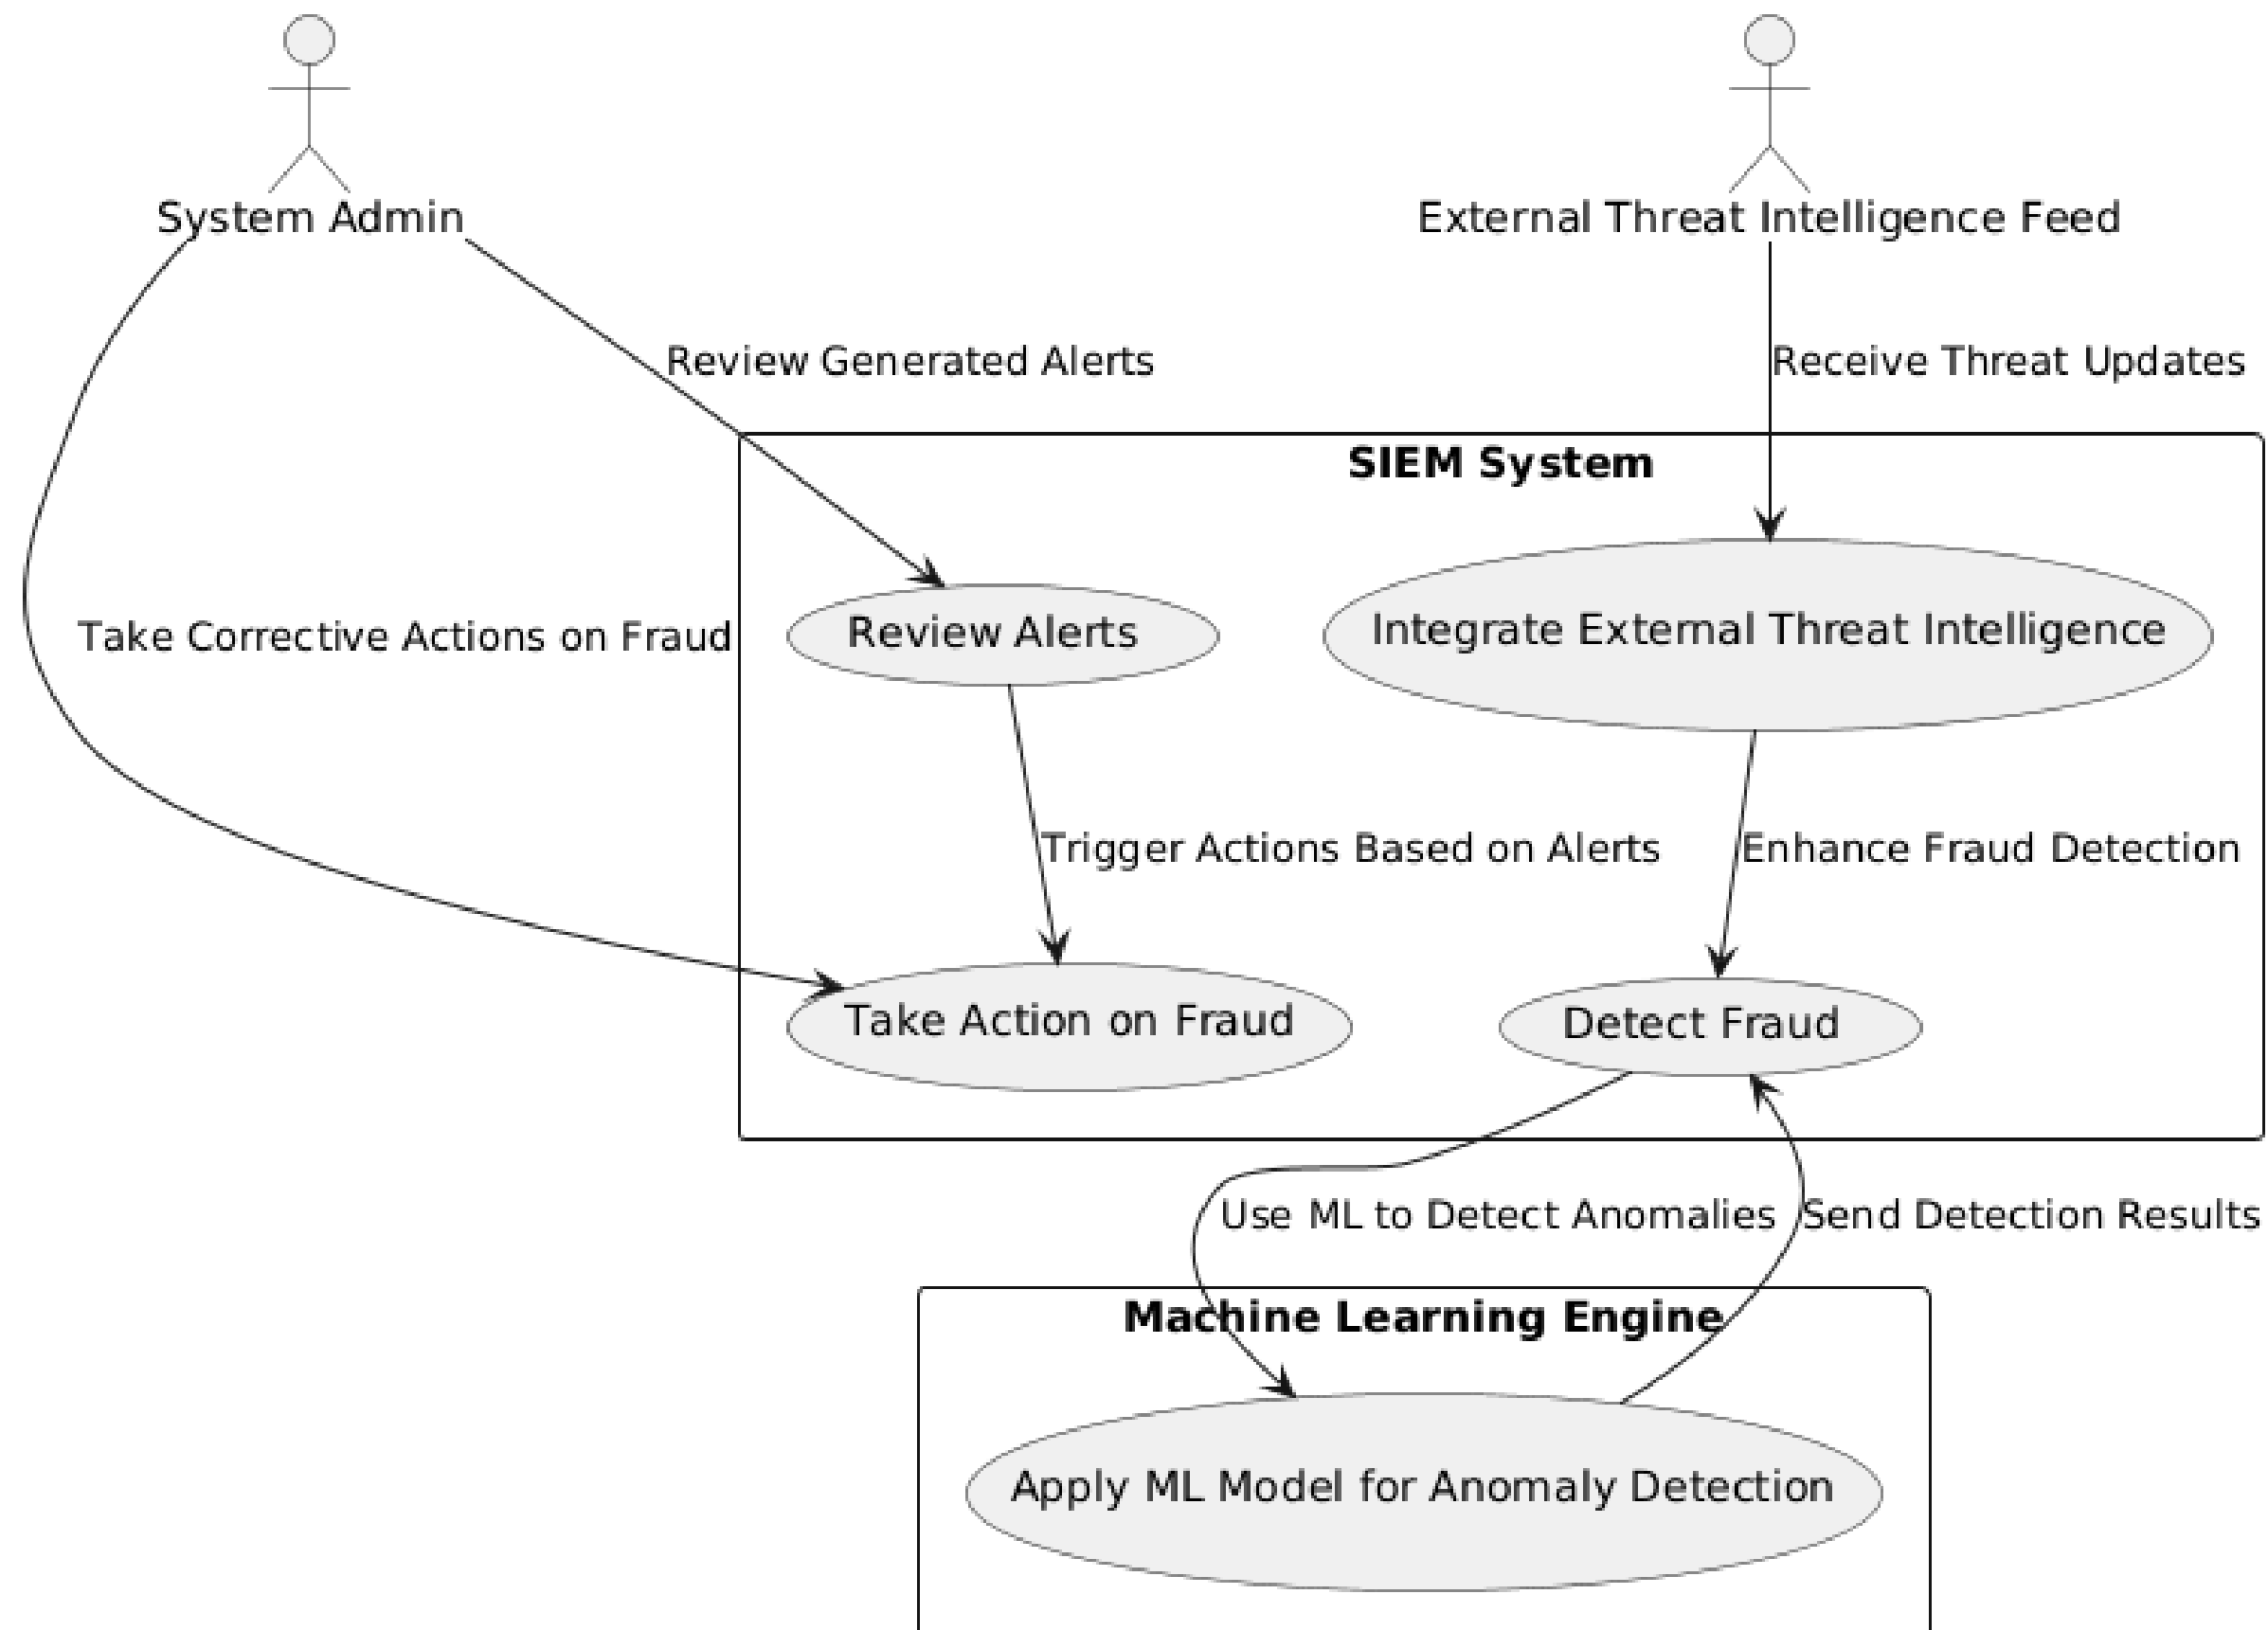 System Admin
External Threat Intelligence Feed
Review Generated Alerts
Receive Threat Updates
SIEM System
Take Corrective Actions on Fraud
Review Alerts
Integrate External Threat Intelligence
Trigger Actions Based on Alerts
Enhance Fraud Detection
Take Action on Fraud
Detect Fraud
Use ML to Detect Anomalies
Send Detection Results
Machine Learning Engine
Apply ML Model for Anomaly Detection